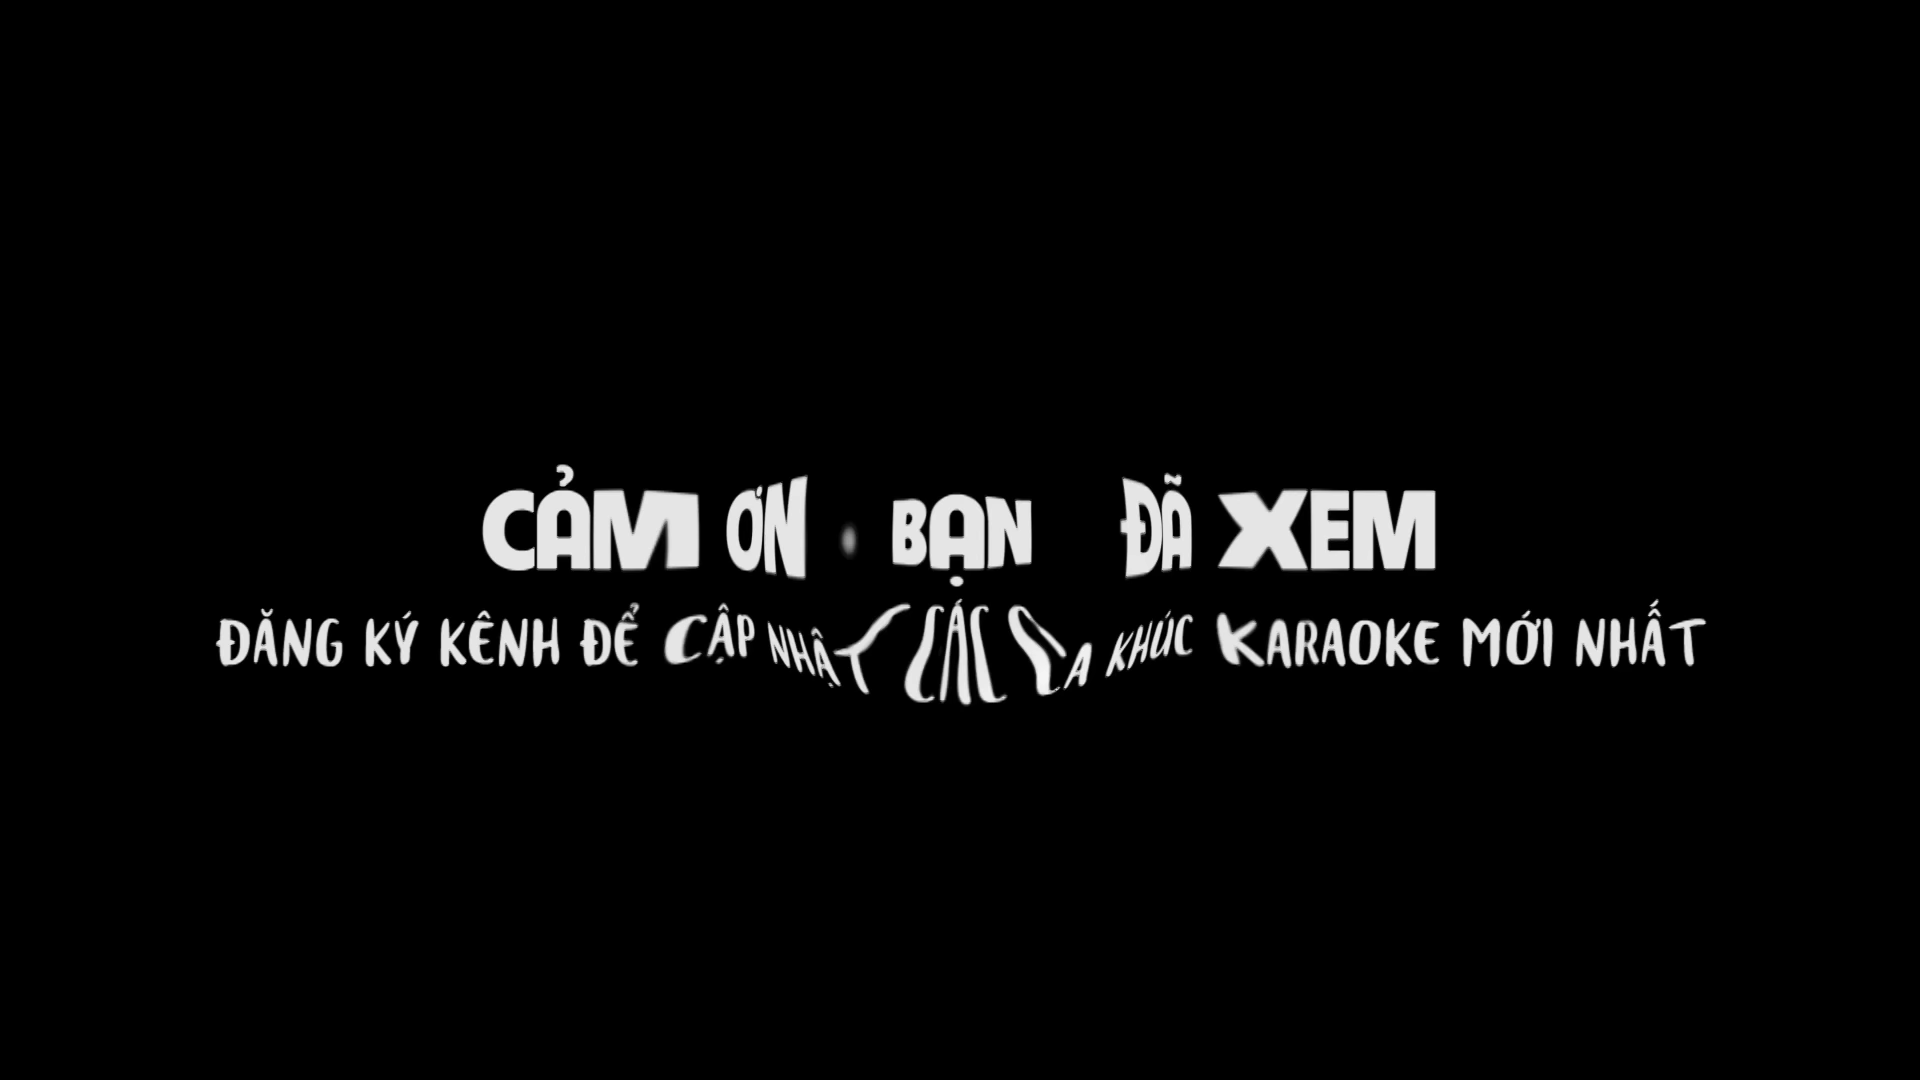 CẢM ƠN BẠN ĐÃ XEM
ĐĂNG KÝ KÊNH ĐỂ CẬP NHẬT CÁC CA KHÚC KARAOKE MỚI NHẤT